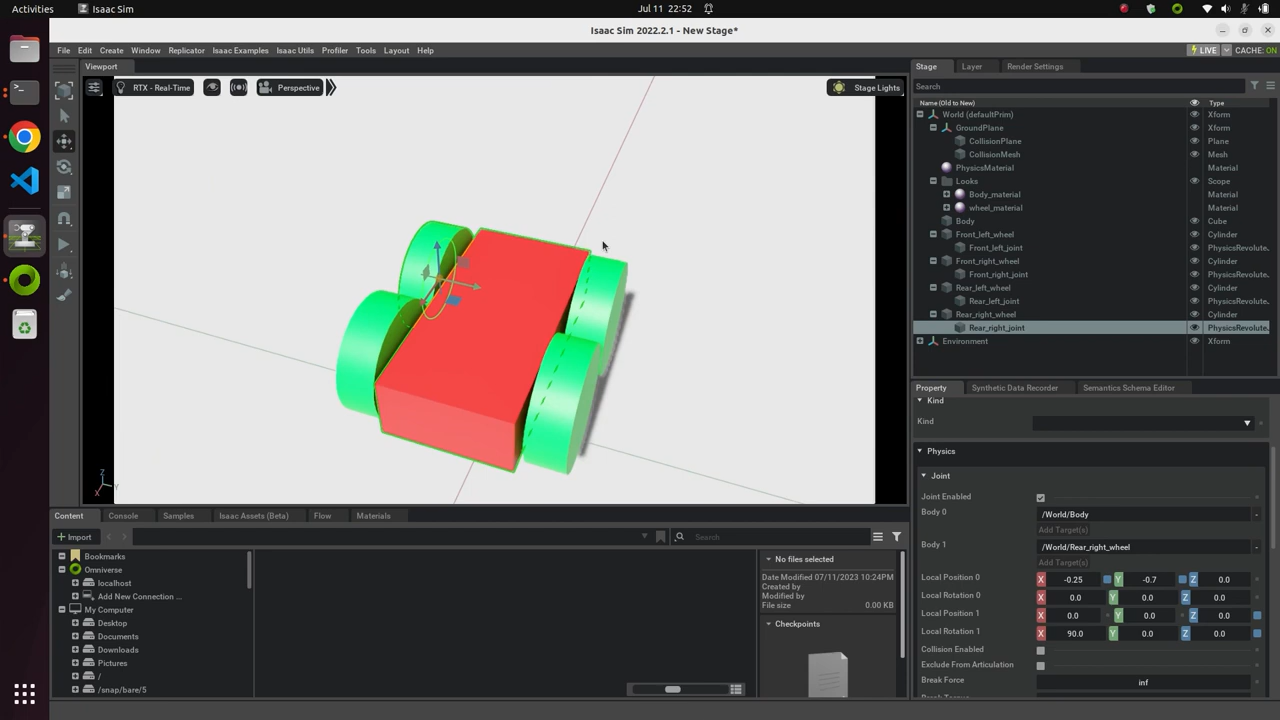 Activities Isaac Sim Jul 11 22:52
Isaac Sim 2022.2.1 - New Stage*
File Edit Create Window Replicator Isaac Examples Isaac Utils Profiler Tools Layout Help LIVE CACHE: ON
Viewport
RTX - Real-Time Perspective Stage Lights
Z
Y
Stage Layer Render Settings
Search
Name (Old to New) Type
World (defaultPrim) Xform
GroundPlane Xform
CollisionPlane Plane
CollisionMesh Mesh
PhysicsMaterial Material
Looks Scope
Body_material Material
wheel_material Material
Body Cube
Front_left_wheel Cylinder
Front_left_joint PhysicsRevolute.
Front_right_wheel Cylinder
Front_right_joint PhysicsRevolute.
Rear_left_wheel Cylinder
Rear_left_joint PhysicsRevolute.
Rear_right_wheel Cylinder
Rear_right_joint PhysicsRevolute.
Environment Xform
Property Synthetic Data Recorder Semantics Schema Editor
Kind
Kind
Physics
Joint
Joint Enabled
Body 0 /World/Body
Add Target(s)
Body 1 /World/Rear_right_wheel
Add Target(s)
Local Position 0 X -0.25 Y -0.7 Z 0.0
Local Rotation 0 X 0.0 Y 0.0 Z 0.0
Local Position 1 X 0.0 Y 0.0 Z 0.0
Local Rotation 1 X 90.0 Y 0.0 Z 0.0
Collision Enabled
Exclude From Articulation
Break Force inf
Content Console Samples Isaac Assets (Beta) Flow Materials
Import Search
Bookmarks
Omniverse
localhost
Add New Connection ...
My Computer
Desktop
Documents
Downloads
Pictures
/
/snap/bare/5
No files selected
Date Modified 07/11/2023 10:24PM
Created by
Modified by
File size 0.00 KB
Checkpoints